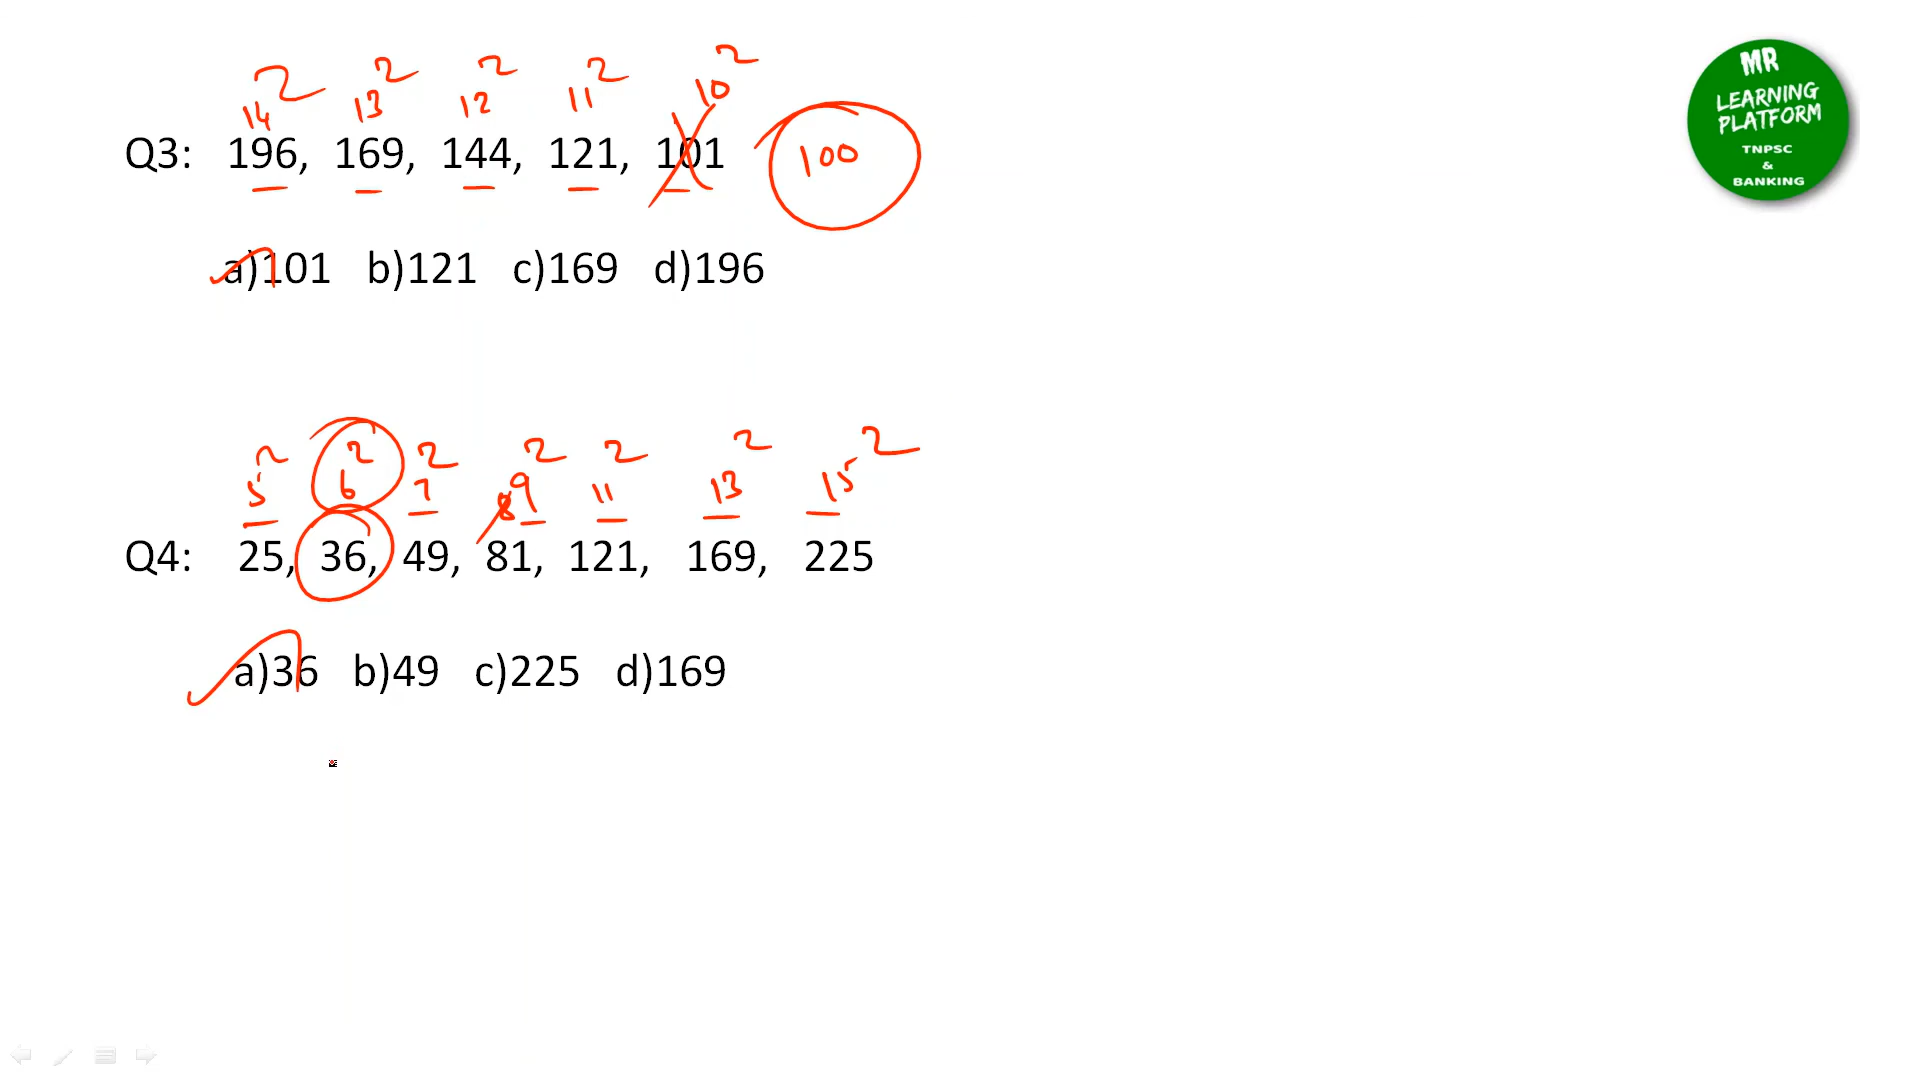 14² 13² 12² 11² 10²
Q3: 196, 169, 144, 121, 101 100
a)101 b)121 c)169 d)196
5² 6² 7² 9² 11² 13² 15²
Q4: 25, 36, 49, 81, 121, 169, 225
a)36 b)49 c)225 d)169
MR
LEARNING
PLATFORM
TNPSC
&
BANKING